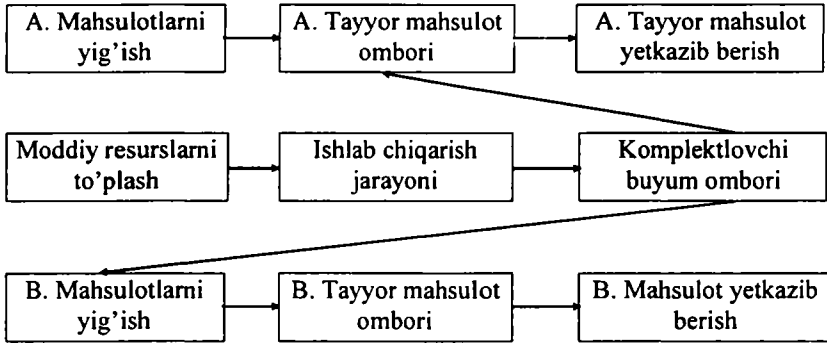 A. Mahsulotlarni
yig'ish
A. Tayyor mahsulot
ombori
A. Tayyor mahsulot
yetkazib berish
Moddiy resurslarni
to'plash
Ishlab chiqarish
jarayoni
Komplektlovchi
buyum ombori
B. Mahsulotlarni
yig'ish
B. Tayyor mahsulot
ombori
B. Mahsulot yetkazib
berish